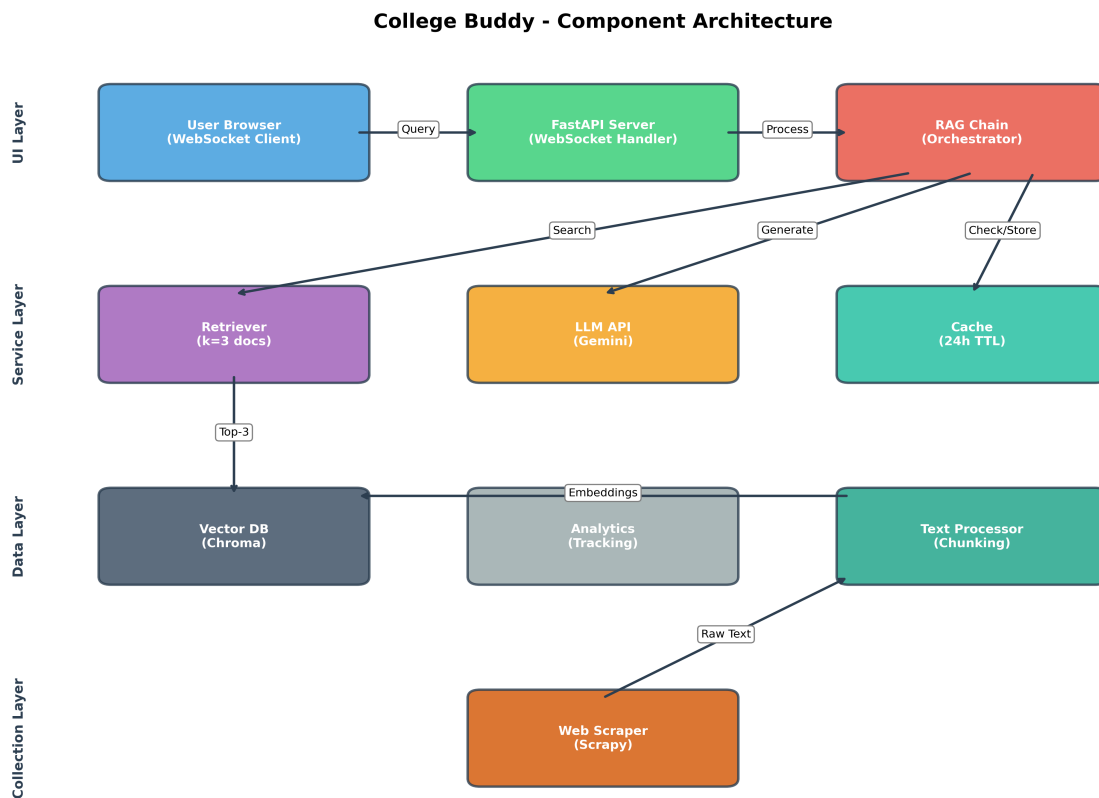 College Buddy - Component Architecture
UI Layer
User Browser
(WebSocket Client)
Query
FastAPI Server
(WebSocket Handler)
Process
RAG Chain
(Orchestrator)
Search
Generate
Check/Store
Service Layer
Retriever
(k=3 docs)
LLM API
(Gemini)
Cache
(24h TTL)
Top-3
Data Layer
Vector DB
(Chroma)
Embeddings
Analytics
(Tracking)
Text Processor
(Chunking)
Raw Text
Collection Layer
Web Scraper
(Scrapy)